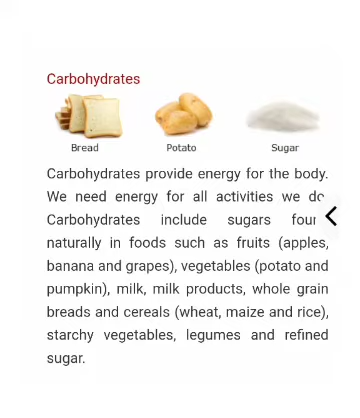 Carbohydrates
Bread Potato Sugar
Carbohydrates provide energy for the body.
We need energy for all activities we do.
Carbohydrates include sugars
naturally in foods such as fruits (apples,
banana and grapes), vegetables (potato and
pumpkin), milk, milk products, whole grain
breads and cereals (wheat, maize and rice),
starchy vegetables, legumes and refined
sugar.